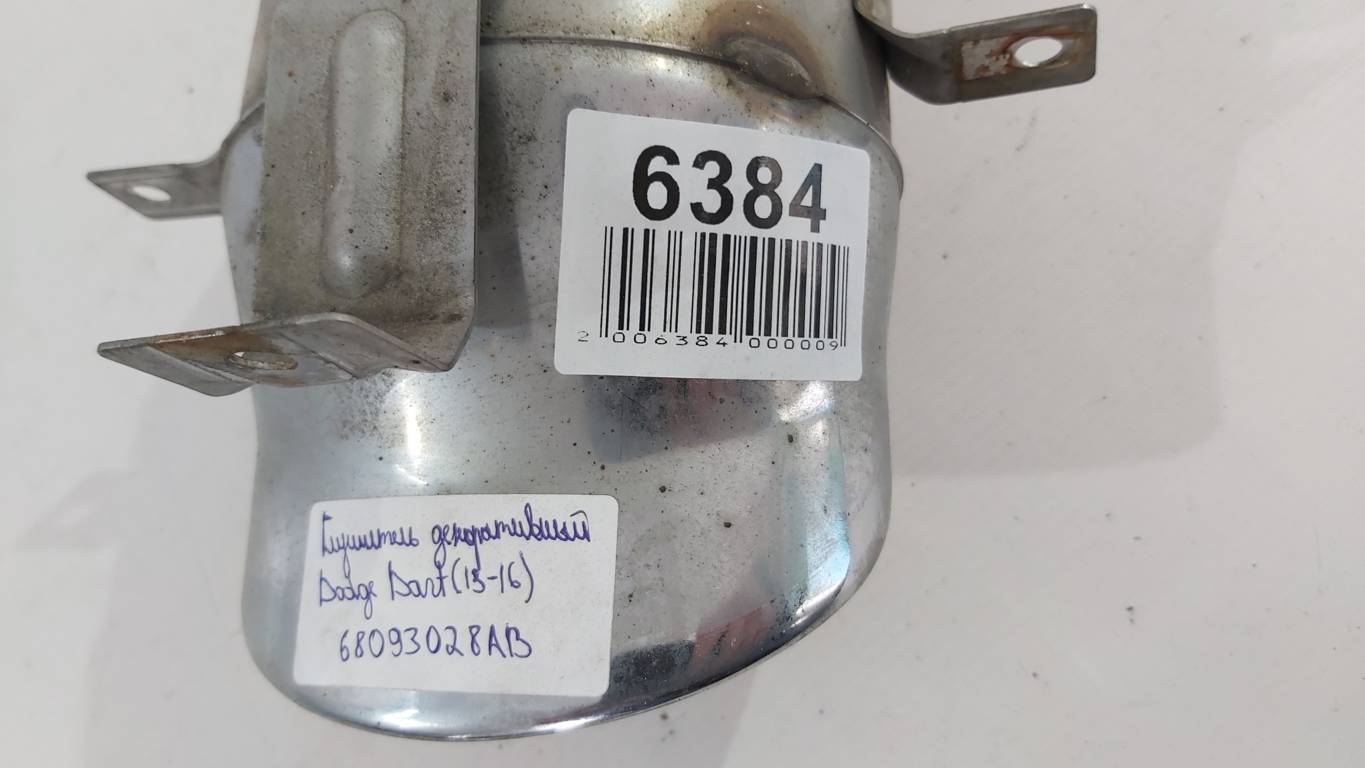 6384
2 006384 000009
Глушитель декоративный
Dodge Dart (13-16)
68093028AB